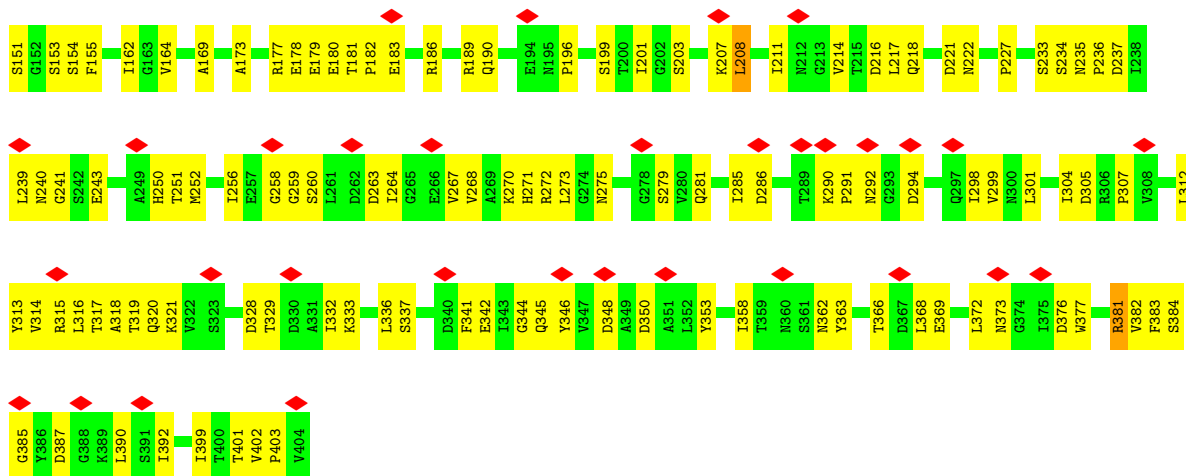 S151 G152 S153 S154 F155 I162 G163 V164 A169 A173 R177 E178 E179 E180 T181 P182 E183 R186 R189 Q190 E194 N195 P196 S199 T200 I201 G202 S203 K207 L208 I211 N212 G213 V214 T215 D216 L217 Q218 D221 N222 P227 S233 S234 N235 P236 D237 I238
L239 N240 G241 S242 E243 A249 H250 T251 M252 I256 E257 G258 G259 S260 L261 D262 D263 I264 G265 E266 V267 V268 A269 K270 H271 R272 L273 G274 N275 G278 S279 V280 Q281 I285 D286 T289 K290 P291 N292 G293 D294 Q297 I298 V299 N300 L301 I304 D305 R306 P307 V308 L312
Y313 V314 R315 L316 T317 A318 T319 Q320 K321 V322 S323 D328 T329 D330 A331 I332 K333 L336 S337 D340 F341 E342 I343 G344 Q345 Y346 V347 D348 A349 D350 A351 L352 Y353 I358 T359 N360 S361 N362 Y363 T366 D367 L368 E369 L372 N373 G374 I375 D376 W377 R381 V382 F383 S384
G385 Y386 D387 G388 K389 L390 S391 I392 I399 T400 T401 V402 P403 V404